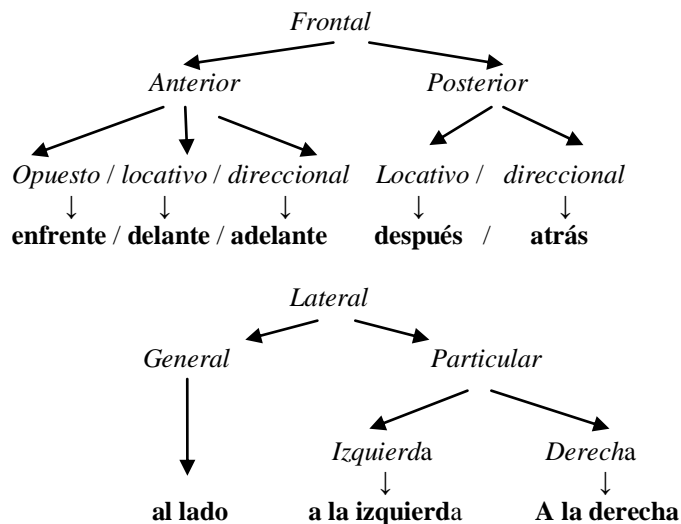 Frontal
Anterior Posterior
Opuesto / locativo / direccional Locativo / direccional
↓ ↓ ↓ ↓ ↓
enfrente / delante / adelante después / atrás
Lateral
General Particular
Izquierda Derecha
↓ ↓
al lado a la izquierda A la derecha